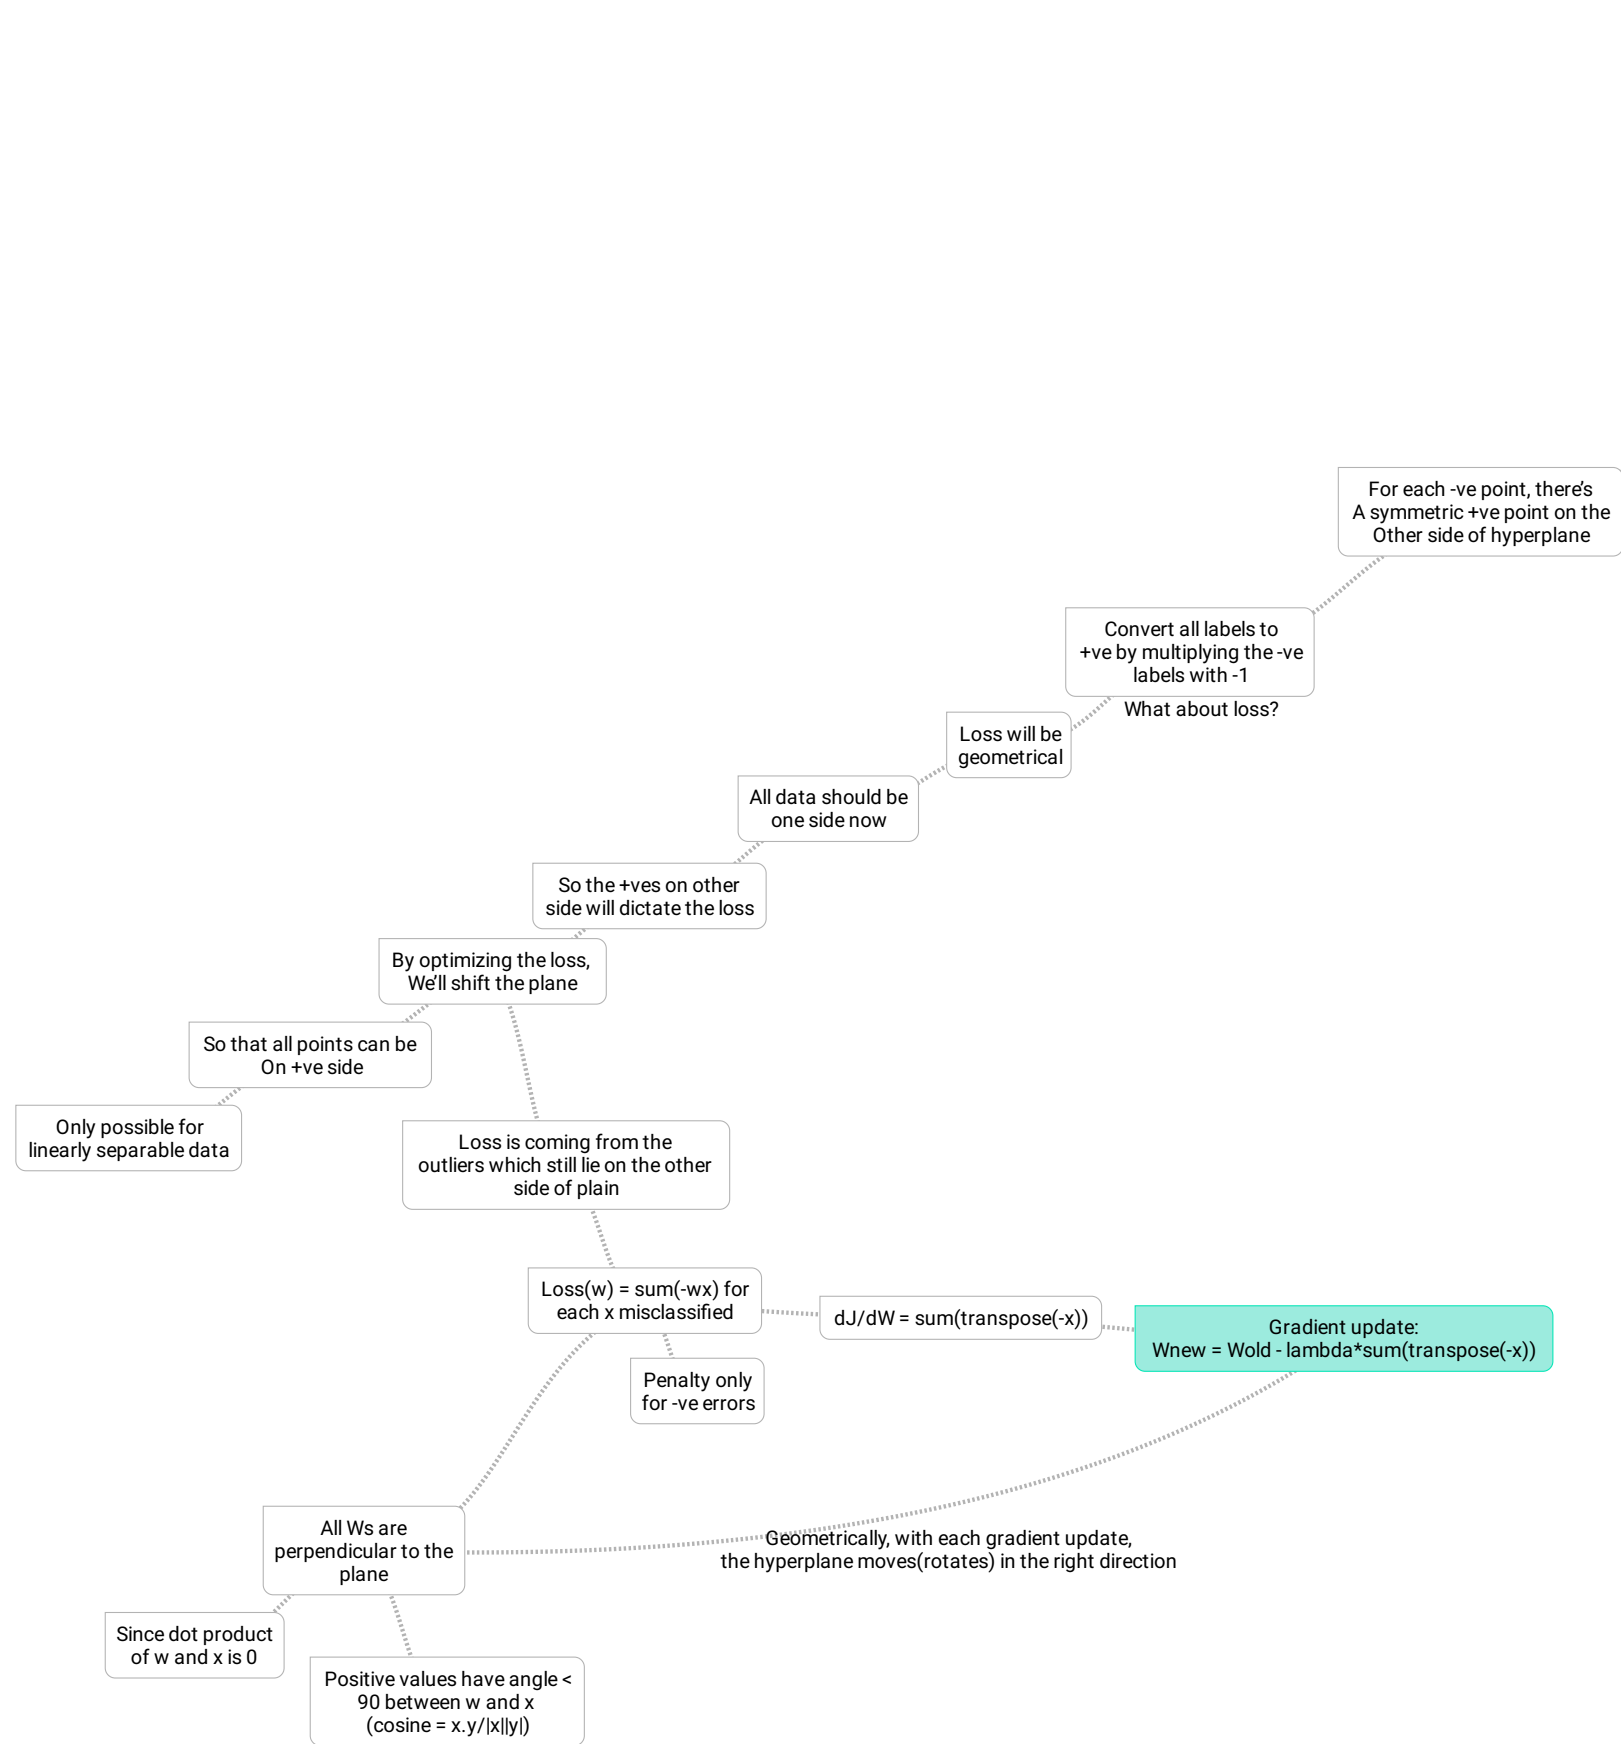 For each -ve point, there's
A symmetric +ve point on the
Other side of hyperplane
Convert all labels to
+ve by multiplying the -ve
labels with -1
What about loss?
Loss will be
geometrical
All data should be
one side now
So the +ves on other
side will dictate the loss
By optimizing the loss,
We'll shift the plane
So that all points can be
On +ve side
Only possible for
linearly separable data
Loss is coming from the
outliers which still lie on the other
side of plain
Loss(w) = sum(-wx) for
each x misclassified
dJ/dW = sum(transpose(-x))
Gradient update:
Wnew = Wold - lambda*sum(transpose(-x))
Penalty only
for -ve errors
All Ws are
perpendicular to the
plane
Geometrically, with each gradient update,
the hyperplane moves(rotates) in the right direction
Since dot product
of w and x is 0
Positive values have angle <
90 between w and x
(cosine = x.y/|x||y|)